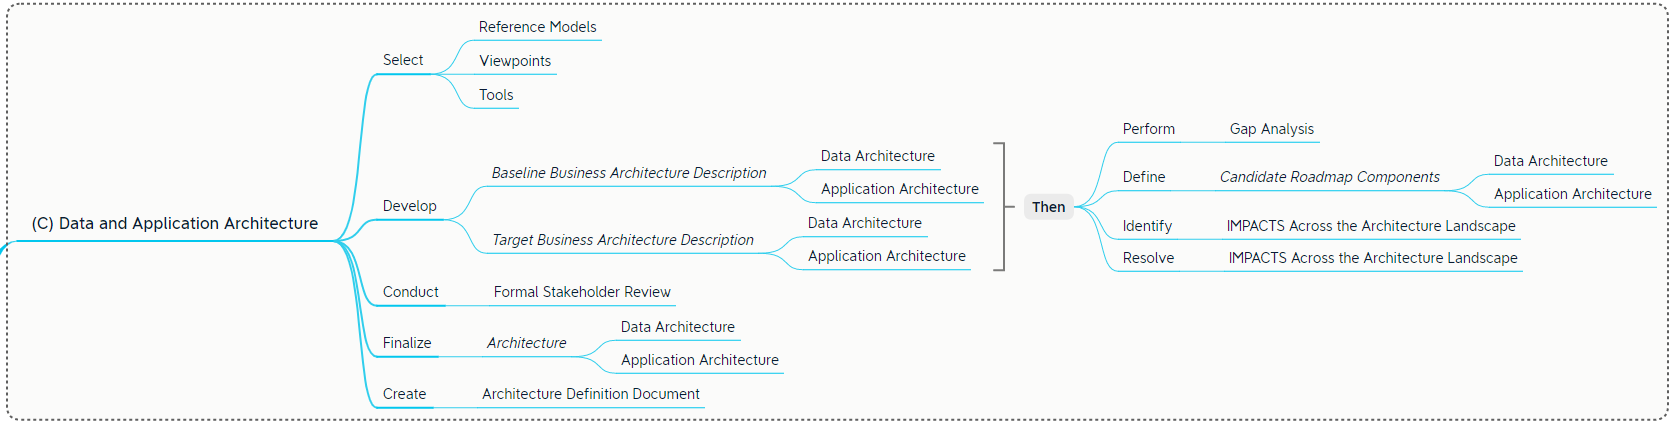 (C) Data and Application Architecture
Select
Reference Models
Viewpoints
Tools
Develop
Baseline Business Architecture Description
Data Architecture
Application Architecture
Target Business Architecture Description
Data Architecture
Application Architecture
Then
Perform
Gap Analysis
Define
Candidate Roadmap Components
Data Architecture
Application Architecture
Identify
IMPACTS Across the Architecture Landscape
Resolve
IMPACTS Across the Architecture Landscape
Conduct
Formal Stakeholder Review
Finalize
Architecture
Data Architecture
Application Architecture
Create
Architecture Definition Document